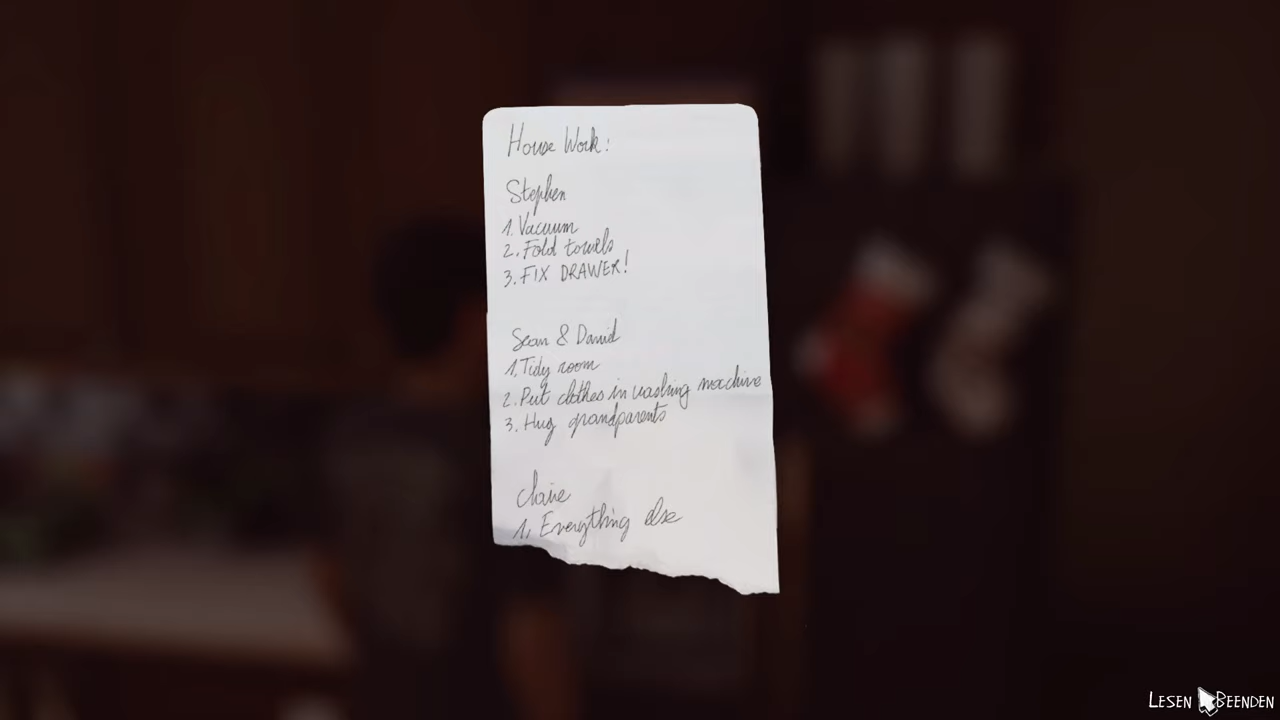 House Work:
Stephen
1. Vacuum
2. Fold towels
3. FIX DRAWER!
Sean & David
1. Tidy room
2. Put clothes in washing machine
3. Hug grandparents
Claire
1. Everything else
LESEN BEENDEN